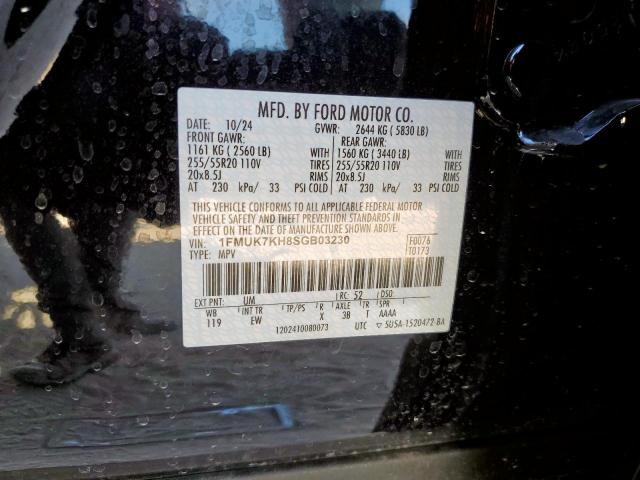 MFD. BY FORD MOTOR CO.
DATE: 10/24 GVWR: 2644 KG ( 5830 LB)
FRONT GAWR: REAR GAWR:
1161 KG ( 2560 LB) WITH 1560 KG ( 3440 LB) WITH
255/55R20 110V TIRES 255/55R20 110V TIRES
20x8.5J RIMS 20x8.5J RIMS
AT 230 kPa/ 33 PSI COLD AT 230 kPa/ 33 PSI COLD
THIS VEHICLE CONFORMS TO ALL APPLICABLE FEDERAL MOTOR
VEHICLE SAFETY AND THEFT PREVENTION STANDARDS IN
EFFECT ON THE DATE OF MANUFACTURE SHOWN ABOVE.
VIN: 1FMUK7KH8SGB03230 F0076
TYPE: MPV T0173
EXT PNT: UM RC: 52 DSO:
WB INT TR TP/PS R AXLE TR SPR
119 EW X 3B T AAAA
1202410080073 UTC ▽ SU5A-1520472-BA